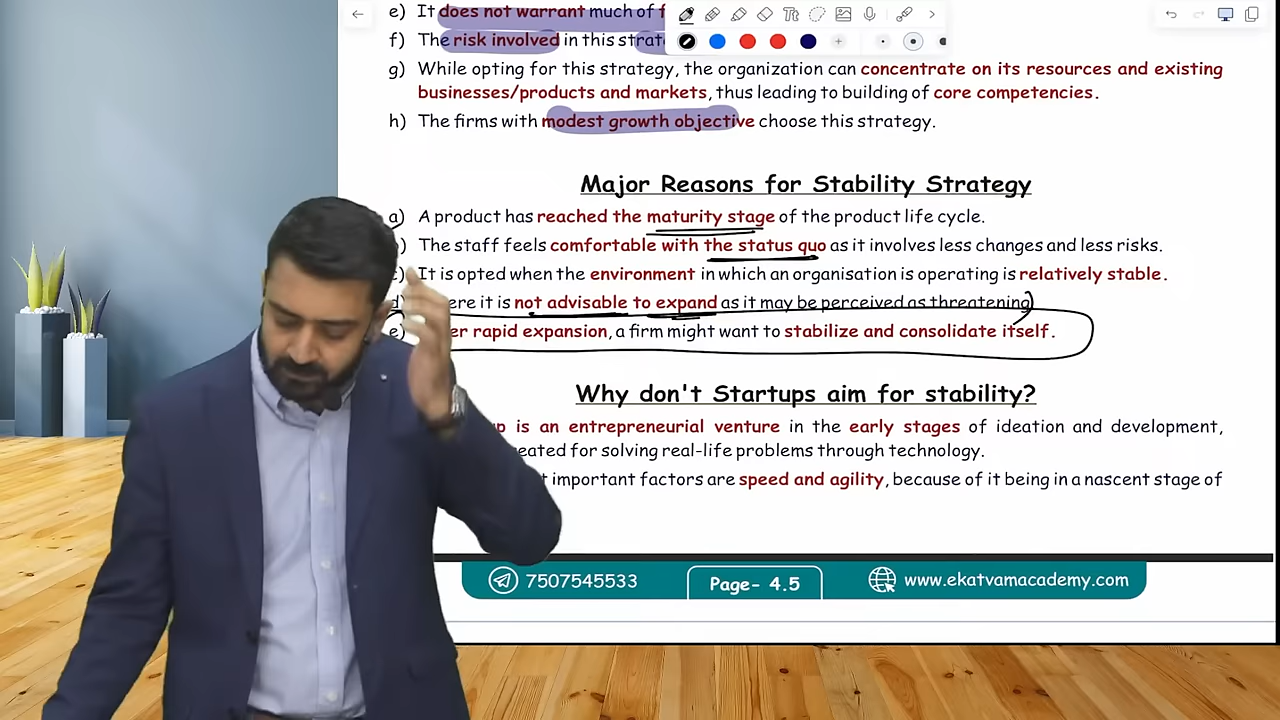 e) It does not warrant much of f
f) The risk involved in this strat
g) While opting for this strategy, the organization can concentrate on its resources and existing
businesses/products and markets, thus leading to building of core competencies.
h) The firms with modest growth objective choose this strategy.
Major Reasons for Stability Strategy
a) A product has reached the maturity stage of the product life cycle.
) The staff feels comfortable with the status quo as it involves less changes and less risks.
c) It is opted when the environment in which an organisation is operating is relatively stable.
d) ere it is not advisable to expand as it may be perceived as threatening
e) er rapid expansion, a firm might want to stabilize and consolidate itself.
Why don't Startups aim for stability?
up is an entrepreneurial venture in the early stages of ideation and development,
eated for solving real-life problems through technology.
t important factors are speed and agility, because of it being in a nascent stage of
7507545533 Page- 4.5 www.ekatvamacademy.com